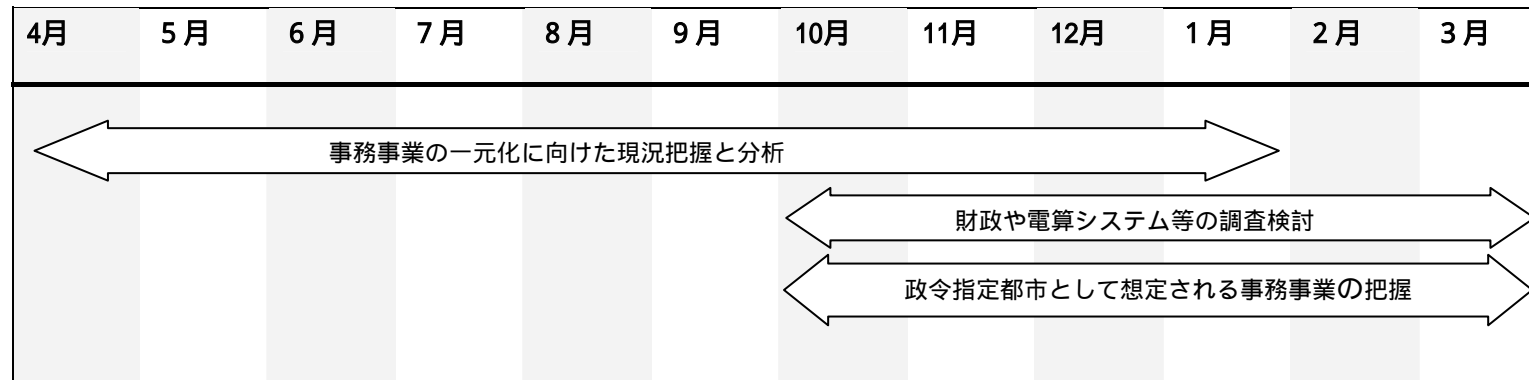 4月 5月 6月 7月 8月 9月 10月 11月 12月 1月 2月 3月
事務事業の一元化に向けた現況把握と分析
財政や電算システム等の調査検討
政令指定都市として想定される事務事業の把握